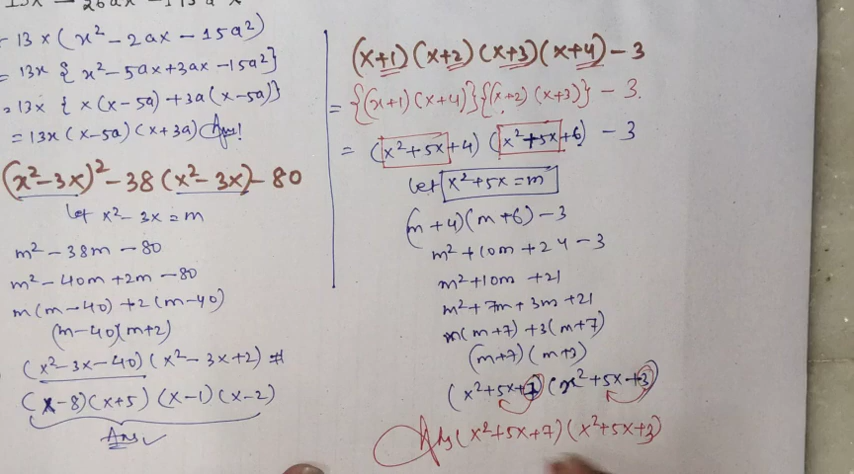 - 13x(x²-2ax-15a²)
= 13x {x²-5ax+3ax-15a²}
= 13x {x(x-5a)+3a(x-5a)}
= 13x(x-5a)(x+3a) Ans!
(x²-3x)²-38(x²-3x)-80
let x²-3x=m
m²-38m-80
m²-40m+2m-80
m(m-40)+2(m-40)
(m-40)(m+2)
(x²-3x-40)(x²-3x+2) #
(x-8)(x+5)(x-1)(x-2)
Ans
(x+1)(x+2)(x+3)(x+4)-3
= {(x+1)(x+4)}{(x+2)(x+3)}-3.
= (x²+5x+4)(x²+5x+6)-3
let x²+5x=m
(m+4)(m+6)-3
m²+10m+24-3
m²+10m+21
m²+7m+3m+21
m(m+7)+3(m+7)
(m+7)(m+3)
(x²+5x+7)(x²+5x+3)
Ans(x²+5x+7)(x²+5x+3)